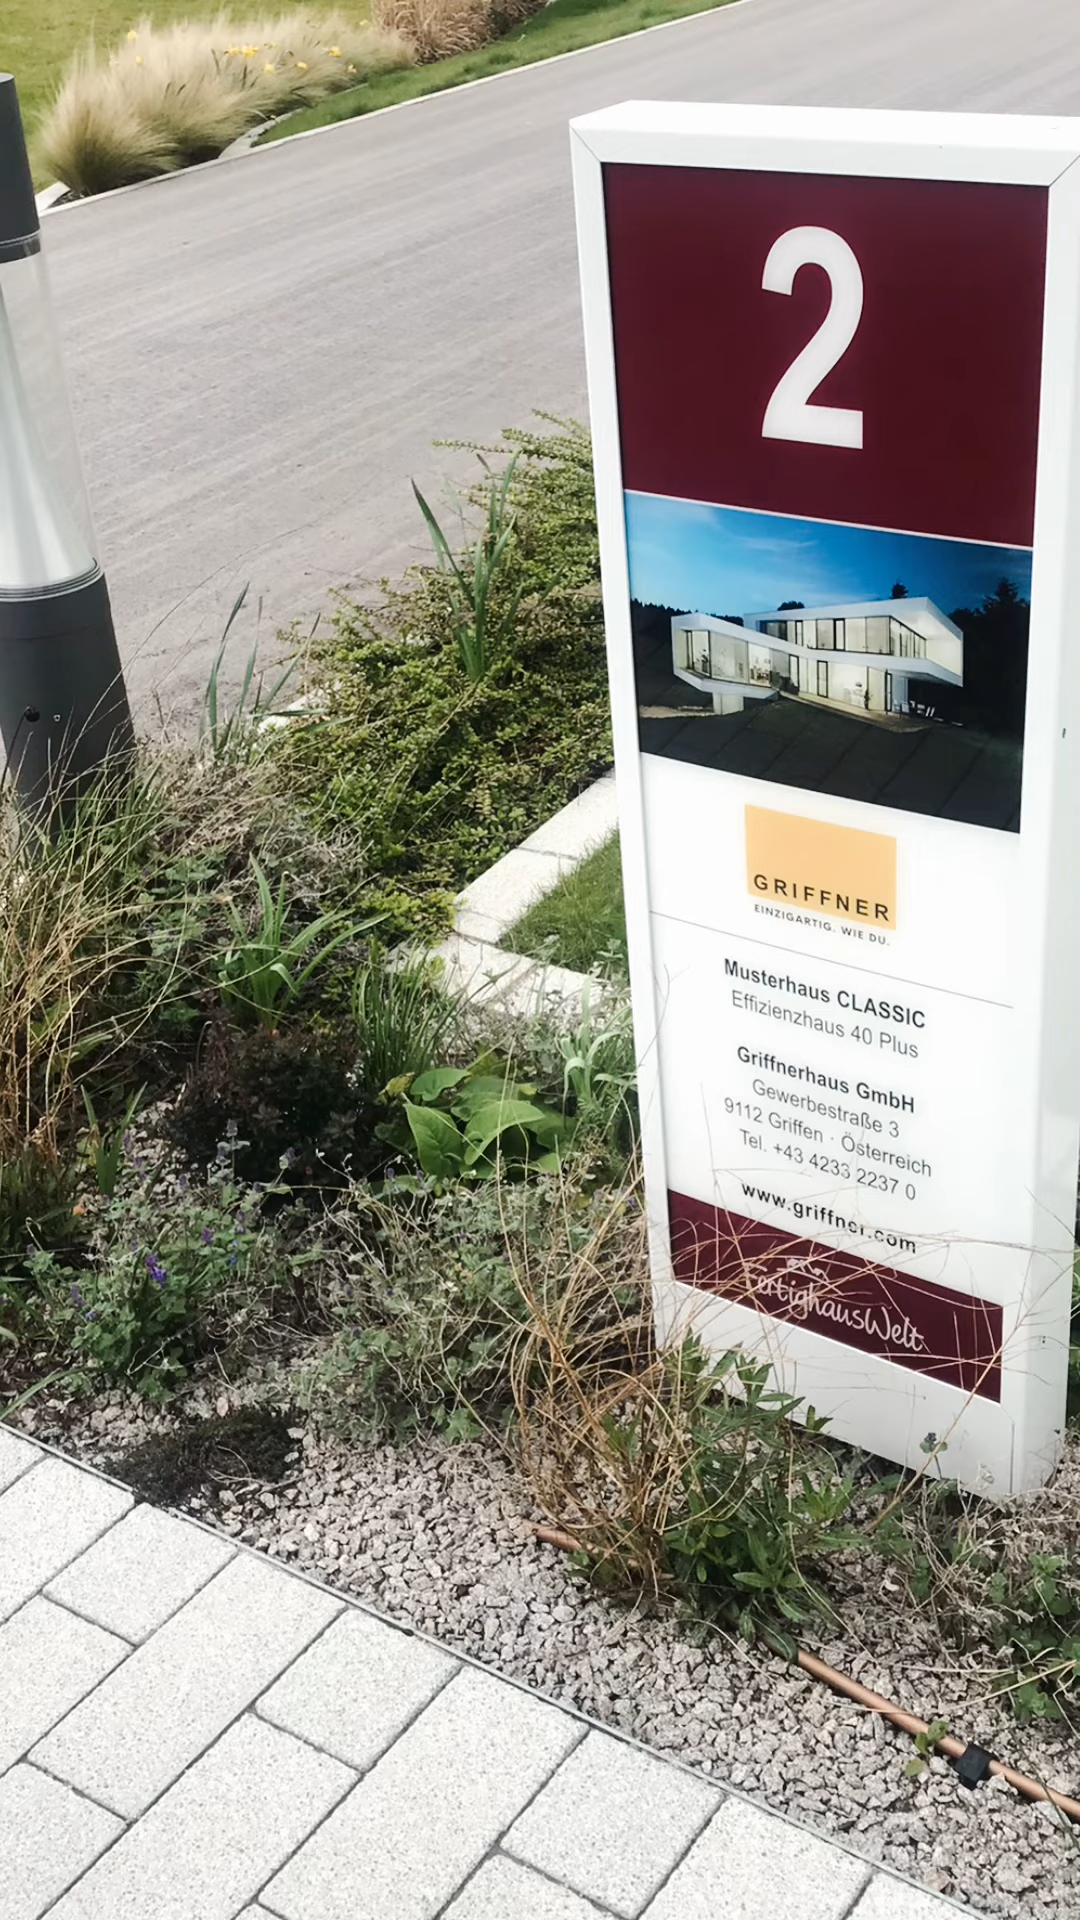 2
GRIFFNER
EINZIGARTIG. WIE DU.
Musterhaus CLASSIC
Effizienzhaus 40 Plus
Griffnerhaus GmbH
Gewerbestraße 3
9112 Griffen · Österreich
Tel. +43 4233 2237 0
www.griffner.com
FertighausWelt